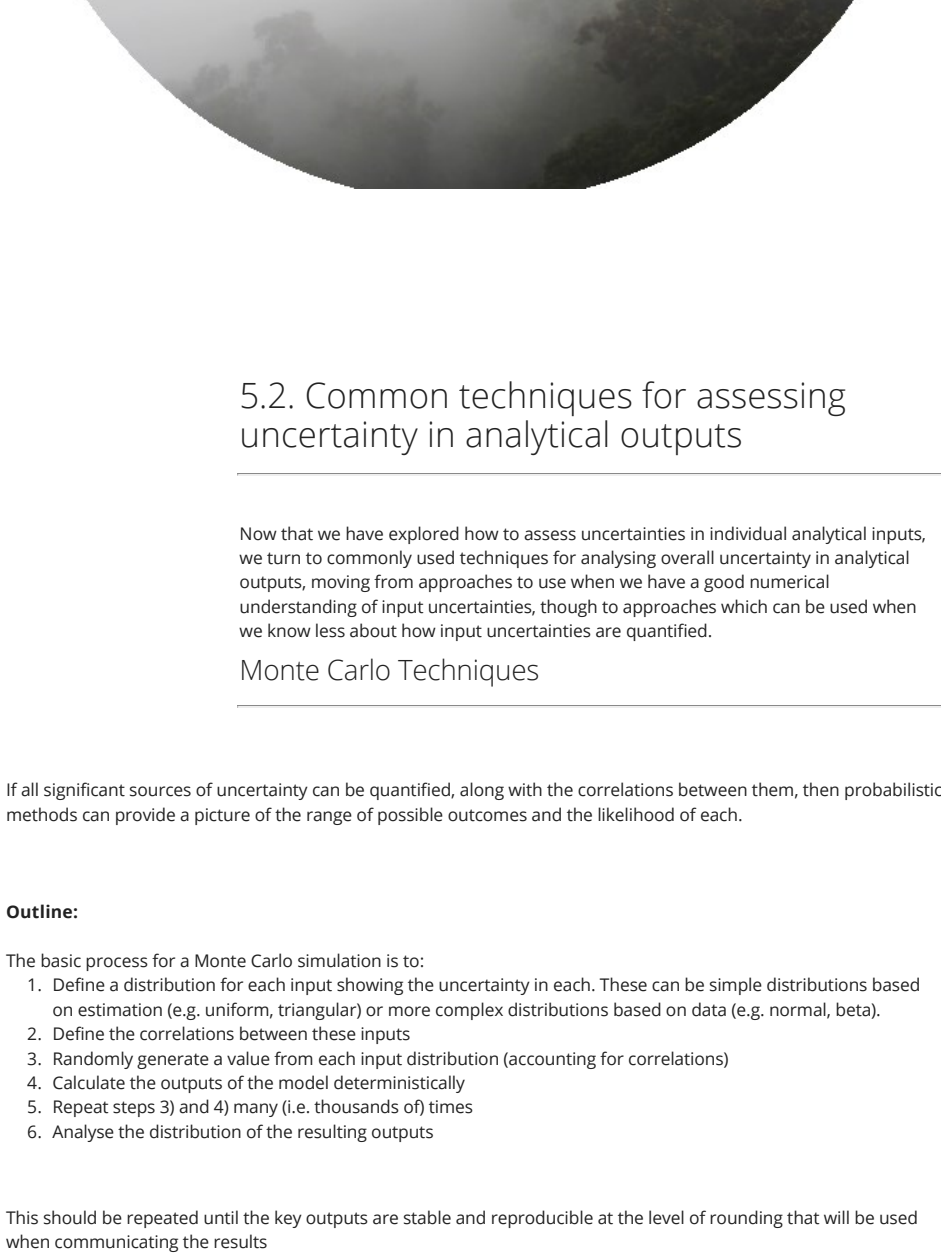 5.2. Common techniques for assessing
uncertainty in analytical outputs
Now that we have explored how to assess uncertainties in individual analytical inputs,
we turn to commonly used techniques for analysing overall uncertainty in analytical
outputs, moving from approaches to use when we have a good numerical
understanding of input uncertainties, though to approaches which can be used when
we know less about how input uncertainties are quantified.
Monte Carlo Techniques
If all significant sources of uncertainty can be quantified, along with the correlations between them, then probabilistic
methods can provide a picture of the range of possible outcomes and the likelihood of each.
Outline:
The basic process for a Monte Carlo simulation is to:
1. Define a distribution for each input showing the uncertainty in each. These can be simple distributions based
on estimation (e.g. uniform, triangular) or more complex distributions based on data (e.g. normal, beta).
2. Define the correlations between these inputs
3. Randomly generate a value from each input distribution (accounting for correlations)
4. Calculate the outputs of the model deterministically
5. Repeat steps 3) and 4) many (i.e. thousands of) times
6. Analyse the distribution of the resulting outputs
This should be repeated until the key outputs are stable and reproducible at the level of rounding that will be used
when communicating the results